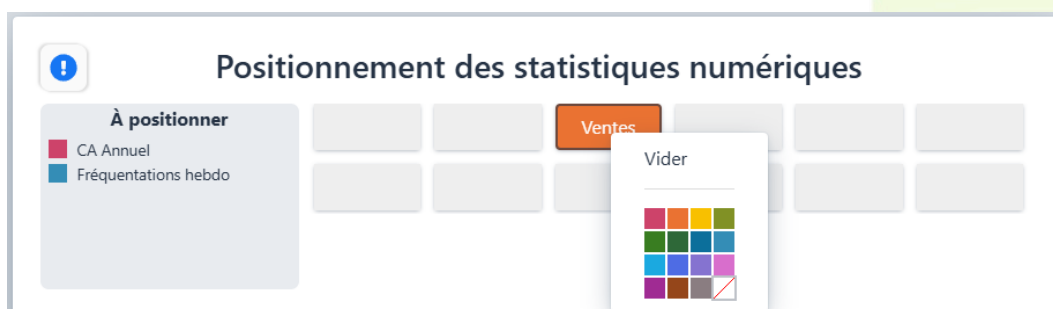 Positionnement des statistiques numériques
À positionner
CA Annuel
Fréquentations hebdo
Ventes
Vider